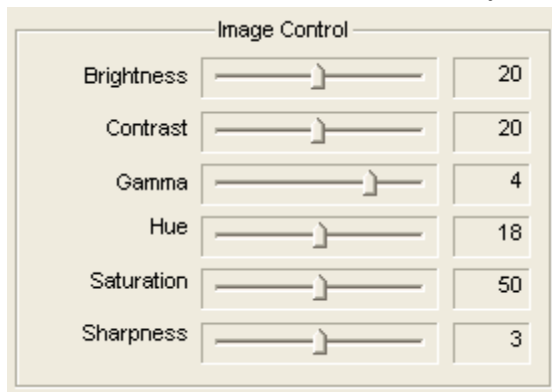 Image Control
Brightness 20
Contrast 20
Gamma 4
Hue 18
Saturation 50
Sharpness 3